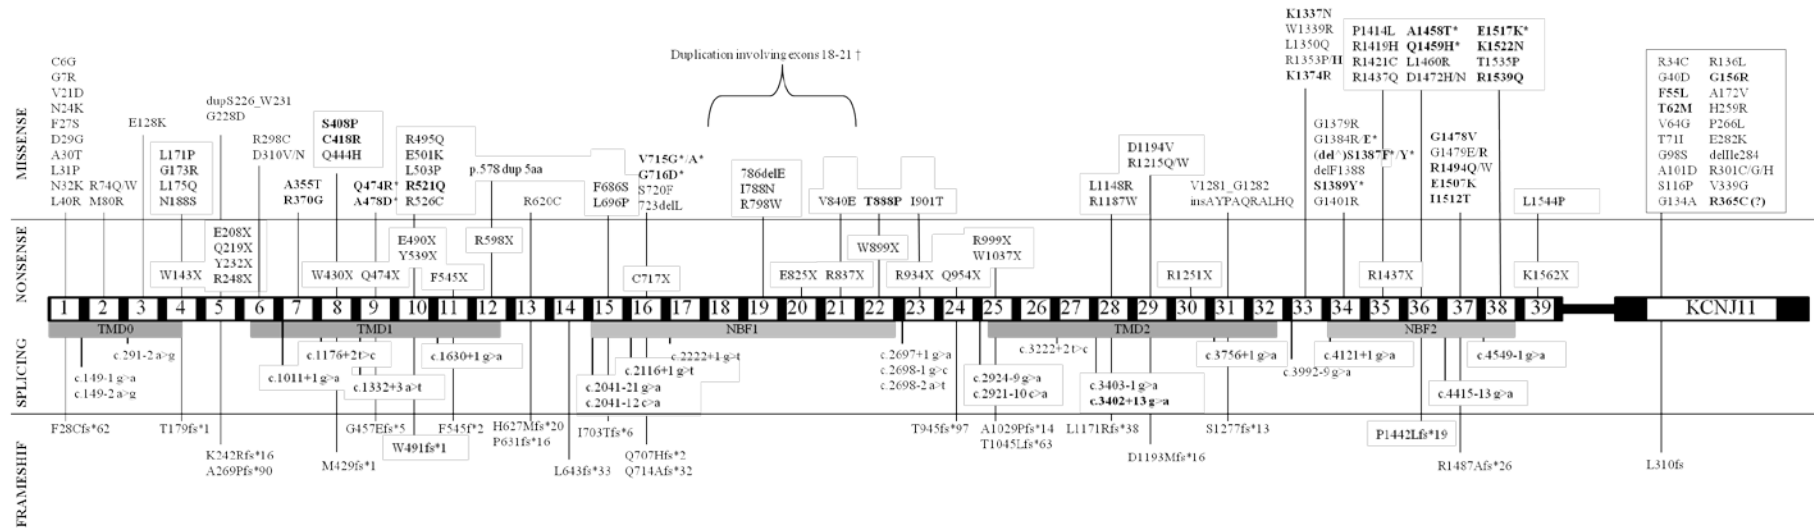 MISSENSE
C6G
G7R
V21D
N24K
F27S
D29G
A30T
L31P
N32K
L40R
R74Q/W
M80R
E128K
L171P
G173R
L175Q
N188S
dupS226_W231
G228D
R298C
D310V/N
A355T
R370G
S408P
C418R
Q444H
Q474R*
A478D*
R495Q
E501K
L503P
R521Q
R526C
p.578 dup 5aa
R620C
F686S
L696P
V715G*/A*
G716D*
S720F
723delL
Duplication involving exons 18-21 †
786delE
I788N
R798W
V840E
T888P
I901T
L1148R
R1187W
D1194V
R1215Q/W
V1281_G1282
insAYPAQRALHQ
K1337N
W1339R
L1350Q
R1353P/H
K1374R
G1379R
G1384R/E*
(del^)S1387F*/Y*
delF1388
S1389Y*
G1401R
P1414L
R1419H
R1421C
R1437Q
A1458T*
Q1459H*
L1460R
D1472H/N
G1478V
G1479E/R
R1494Q/W
E1507K
I1512T
E1517K*
K1522N
T1535P
R1539Q
L1544P
R34C R136L
G40D G156R
F55L A172V
T62M H259R
V64G P266L
T71I E282K
G98S delIle284
A101D R301C/G/H
S116P V339G
G134A R365C (?)
NONSENSE
W143X
E208X
Q219X
Y232X
R248X
W430X
Q474X
E490X
Y539X
F545X
R598X
C717X
E825X
R837X
W899X
R934X
Q954X
R999X
W1037X
R1251X
R1437X
K1562X
1 2 3 4 5 6 7 8 9 10 11 12 13 14 15 16 17 18 19 20 21 22 23 24 25 26 27 28 29 30 31 32 33 34 35 36 37 38 39 KCNJ11
TMD0 TMD1 NBF1 TMD2 NBF2
SPLICING
c.149-1 g>a
c.149-2 a>g
c.291-2 a>g
c.1011+1 g>a
c.1176+2 t>c
c.1332+3 a>t
c.1630+1 g>a
c.2041-21 g>a
c.2041-12 c>a
c.2116+1 g>t
c.2222+1 g>t
c.2697+1 g>a
c.2698-1 g>c
c.2698-2 a>t
c.2924-9 g>a
c.2921-10 c>a
c.3222+2 t>c
c.3403-1 g>a
c.3402+13 g>a
c.3756+1 g>a
c.3992-9 g>a
c.4121+1 g>a
c.4415-13 g>a
c.4549-1 g>a
FRAMESHIF
F28Cfs*62
T179fs*1
K242Rfs*16
A269Pfs*90
M429fs*1
G457Efs*5
W491fs*1
F545f*2
H627Mfs*20
P631fs*16
L643fs*33
I703Tfs*6
Q707Hfs*2
Q714Afs*32
T945fs*97
A1029Pfs*14
T1045Lfs*63
L1171Rfs*38
D1193Mfs*16
S1277fs*13
P1442Lfs*19
R1487Afs*26
L310fs